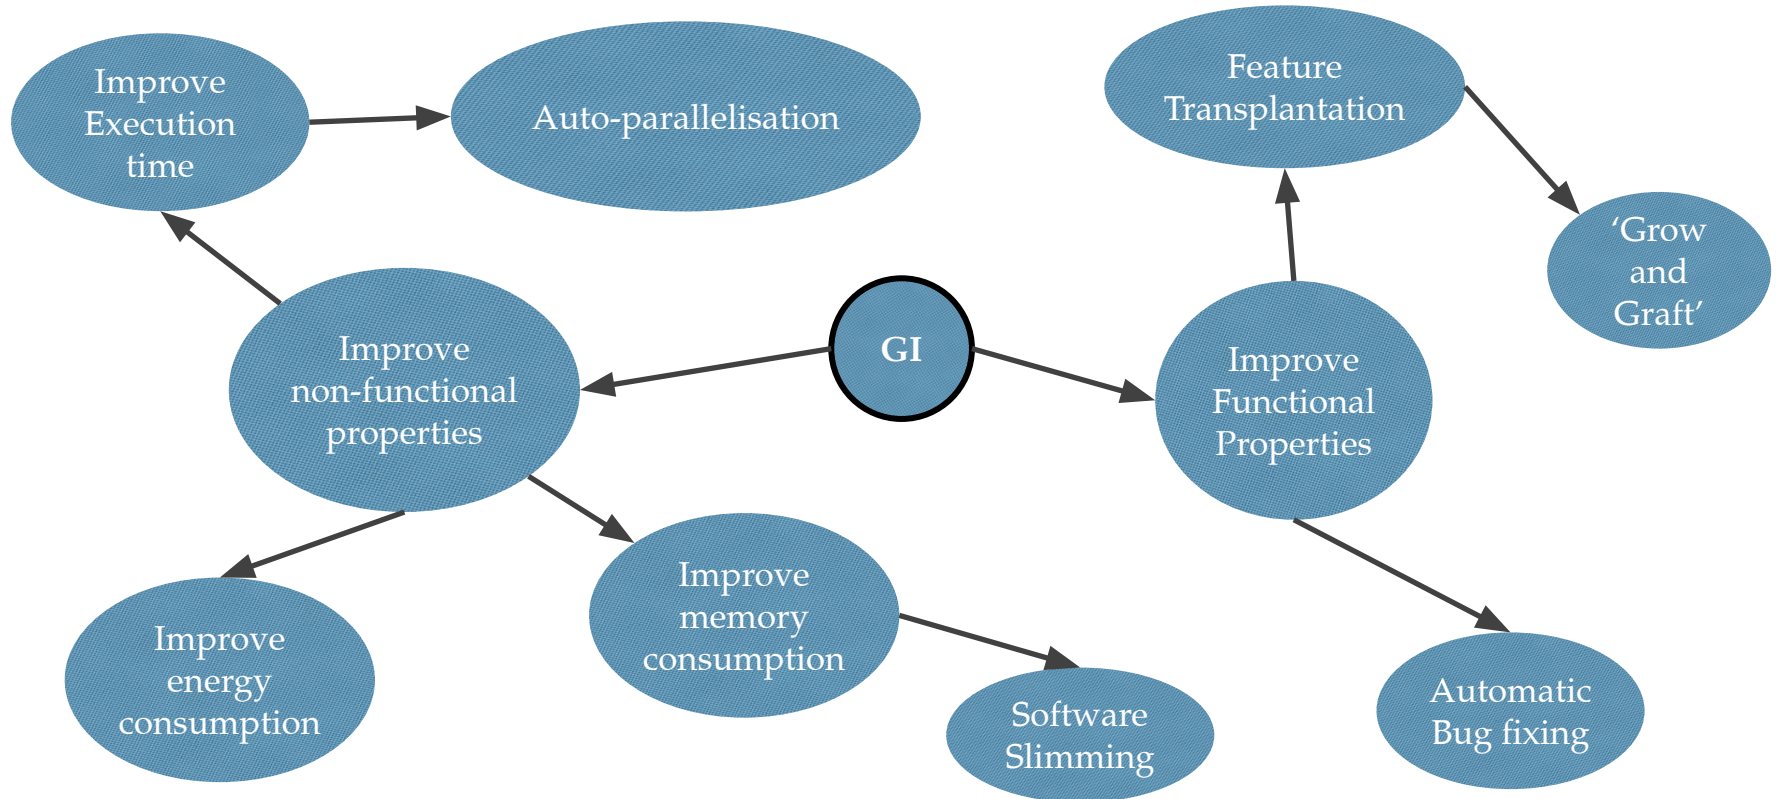 Improve
Execution
time
Auto-parallelisation
Feature
Transplantation
‘Grow
and
Graft’
GI
Improve
non-functional
properties
Improve
Functional
Properties
Improve
energy
consumption
Improve
memory
consumption
Software
Slimming
Automatic
Bug fixing